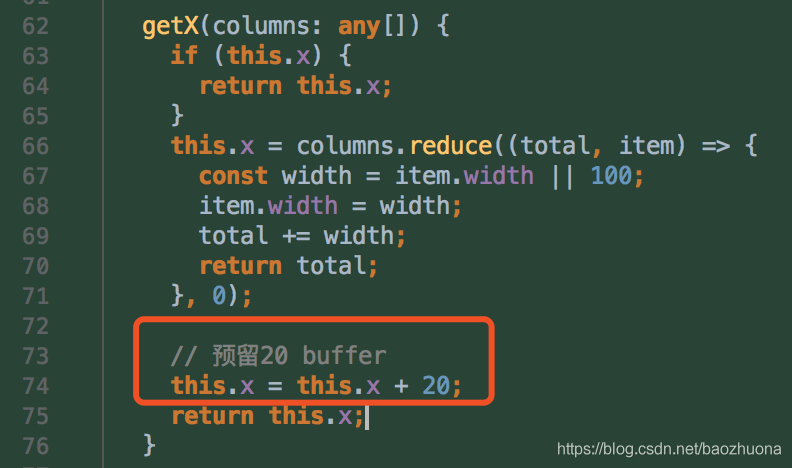 62 getX(columns: any[]) {
63 if (this.x) {
64 return this.x;
65 }
66 this.x = columns.reduce((total, item) => {
67 const width = item.width || 100;
68 item.width = width;
69 total += width;
70 return total;
71 }, 0);
72
73 // 预留20 buffer
74 this.x = this.x + 20;
75 return this.x;
76 }
https://blog.csdn.net/baozhuona